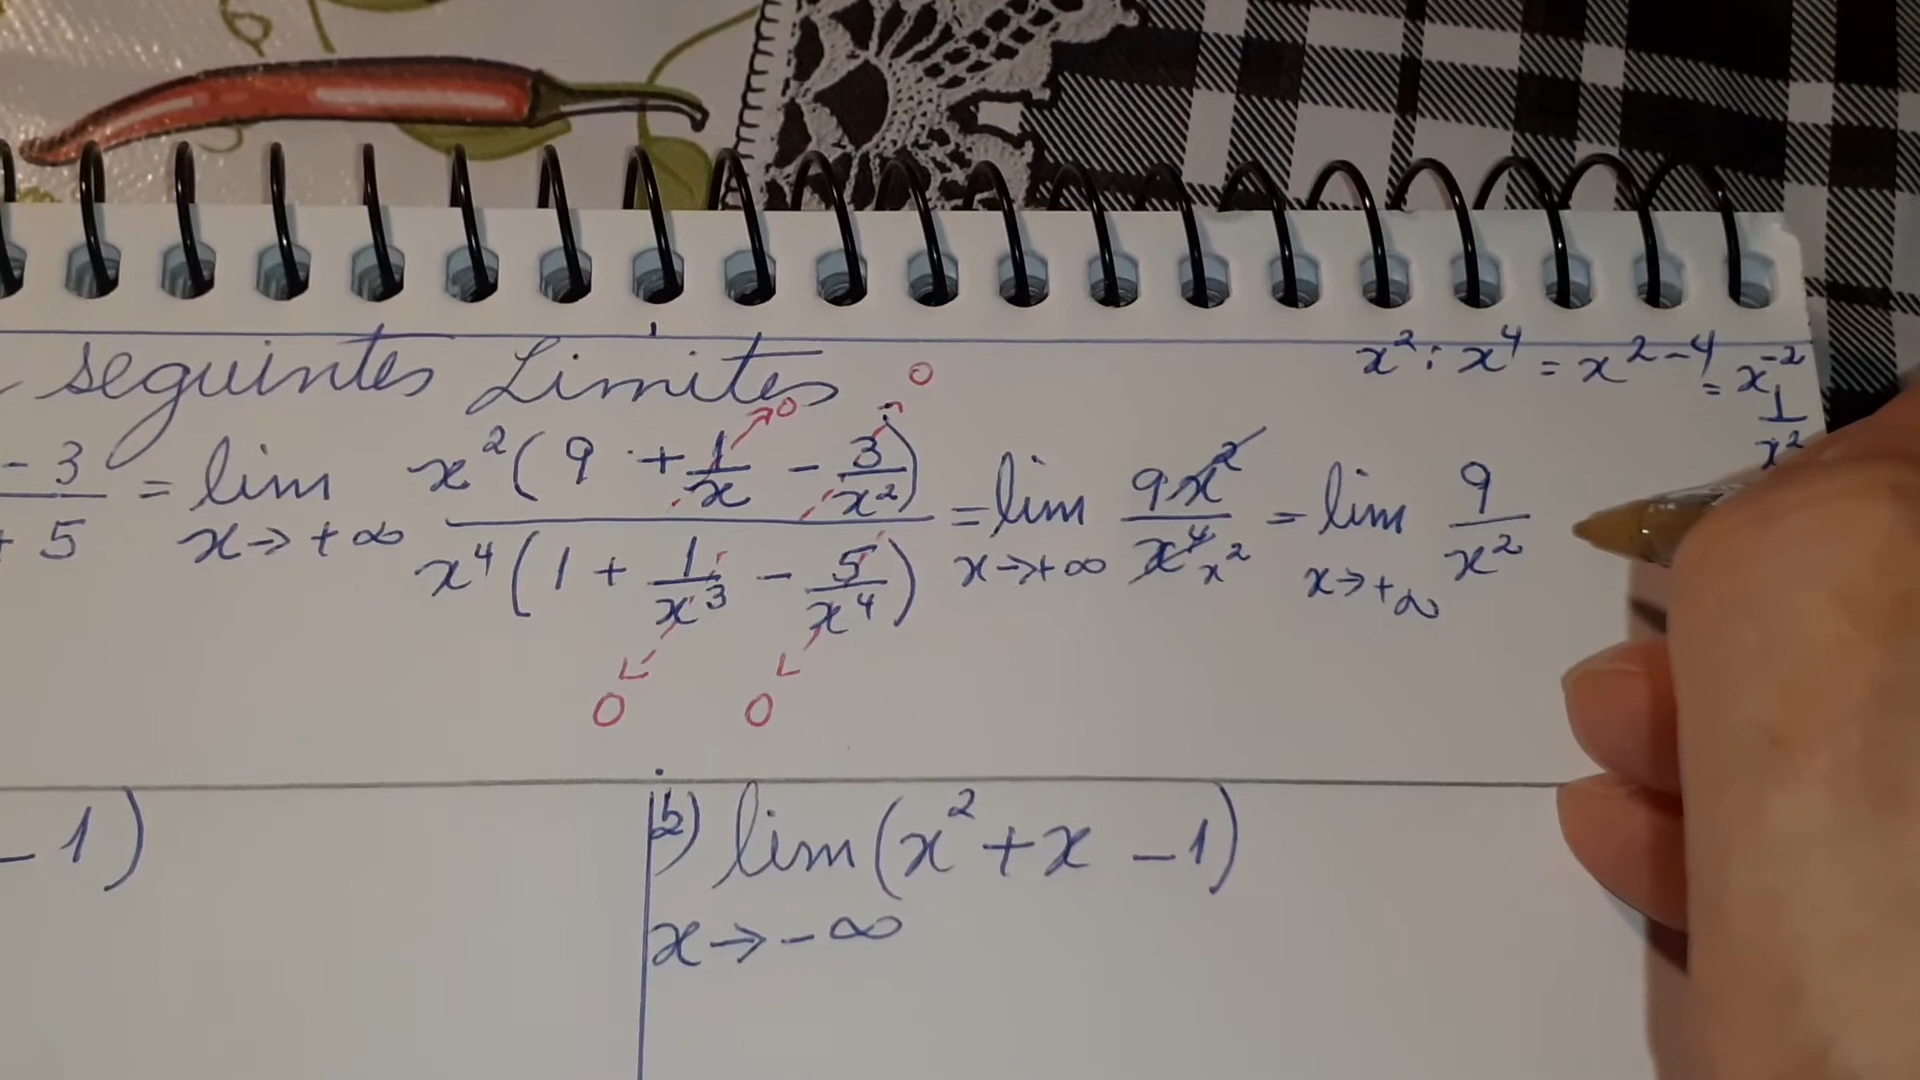 seguintes Limites
x² : x⁴ = x²⁻⁴ = x⁻²
1/x²
- 3 / + 5 = lim x→+∞ x²(9 + 1/x - 3/x²) / x⁴(1 + 1/x³ - 5/x⁴) = lim x→+∞ 9x²/x⁴ x² = lim x→+∞ 9/x²
0 0
0 0
- 1) b) lim (x² + x - 1)
x→-∞